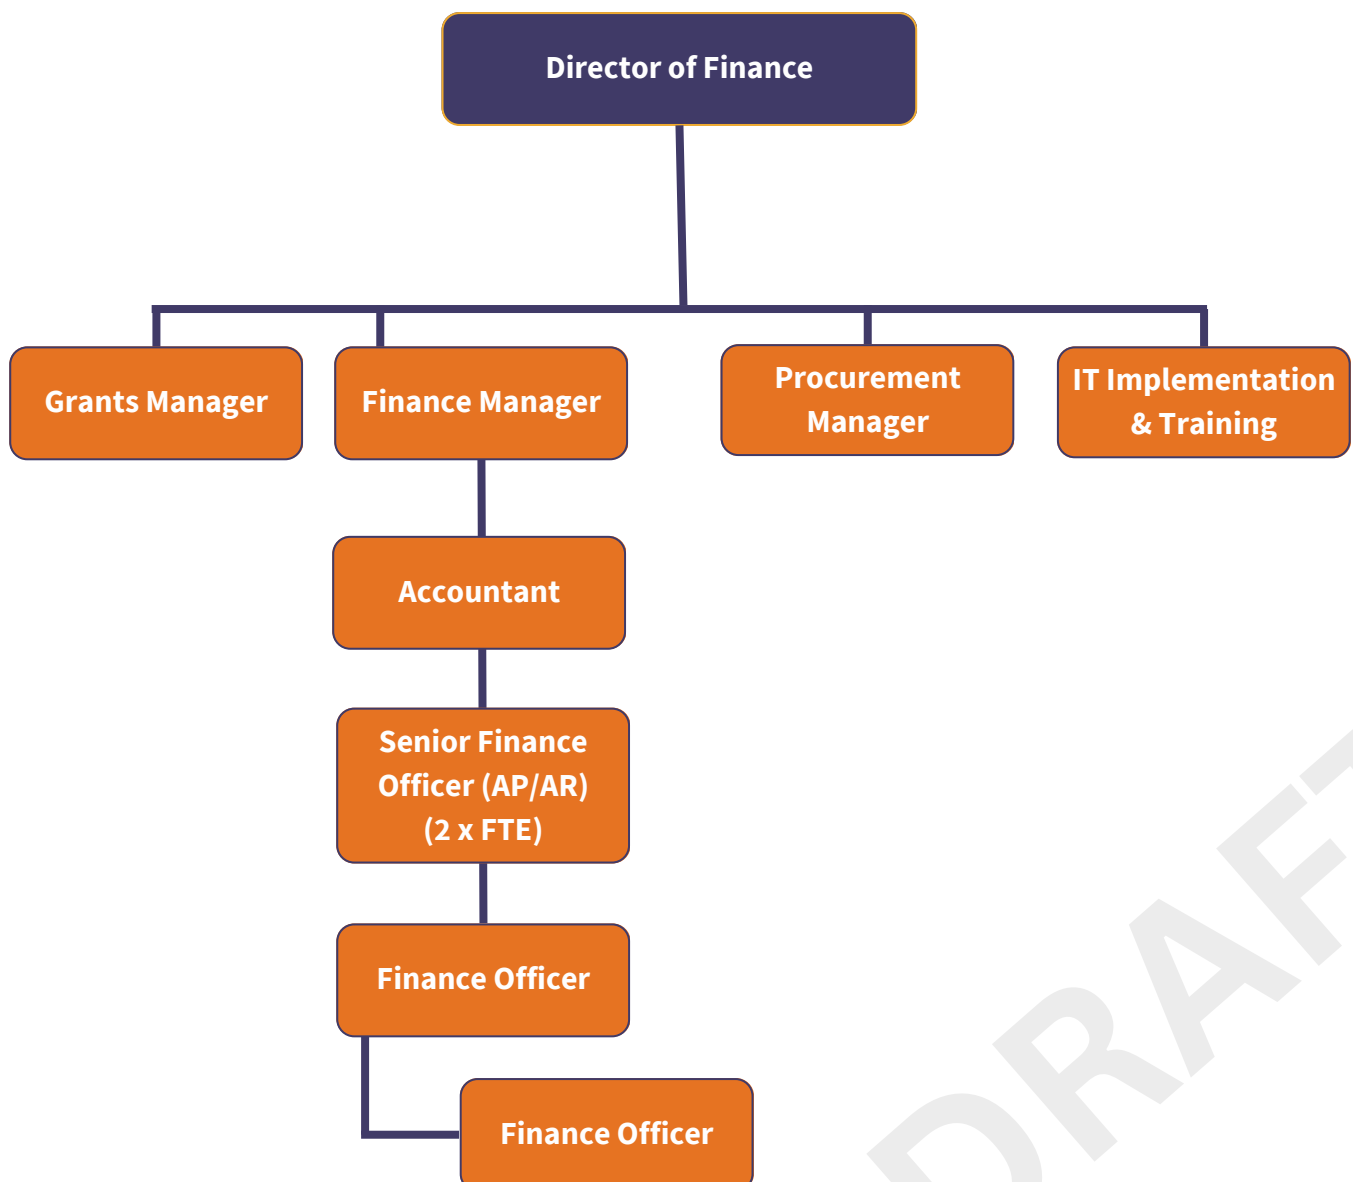 Director of Finance
Grants Manager
Finance Manager
Procurement
Manager
IT Implementation
& Training
Accountant
Senior Finance
Officer (AP/AR)
(2 x FTE)
Finance Officer
Finance Officer
DRAFT